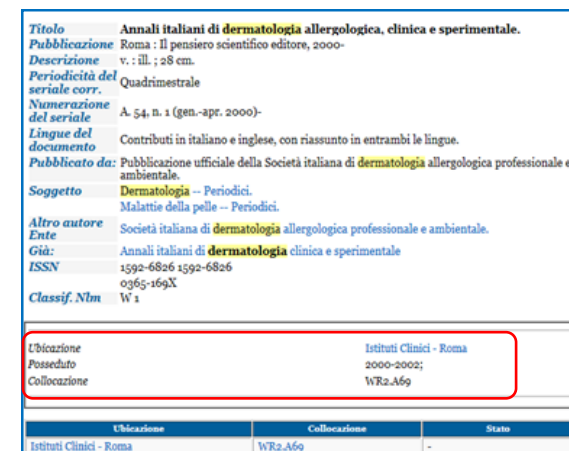 Titolo Annali italiani di dermatologia allergologica, clinica e sperimentale.
Pubblicazione Roma : Il pensiero scientifico editore, 2000-
Descrizione v. : ill. ; 28 cm.
Periodicità del seriale corr. Quadrimestrale
Numerazione del seriale A. 54, n. 1 (gen.-apr. 2000)-
Lingue del documento Contributi in italiano e inglese, con riassunto in entrambi le lingue.
Pubblicato da: Pubblicazione ufficiale della Società italiana di dermatologia allergologica professionale e
ambientale.
Soggetto Dermatologia -- Periodici.
Malattie della pelle -- Periodici.
Altro autore Ente Società italiana di dermatologia allergologica professionale e ambientale.
Già: Annali italiani di dermatologia clinica e sperimentale
ISSN 1592-6826 1592-6826
0365-169X
Classif. Nlm W 1
Ubicazione Istituti Clinici - Roma
Posseduto 2000-2002;
Collocazione WR2.A69
Ubicazione Collocazione Stato
Istituti Clinici - Roma WR2.A69 -